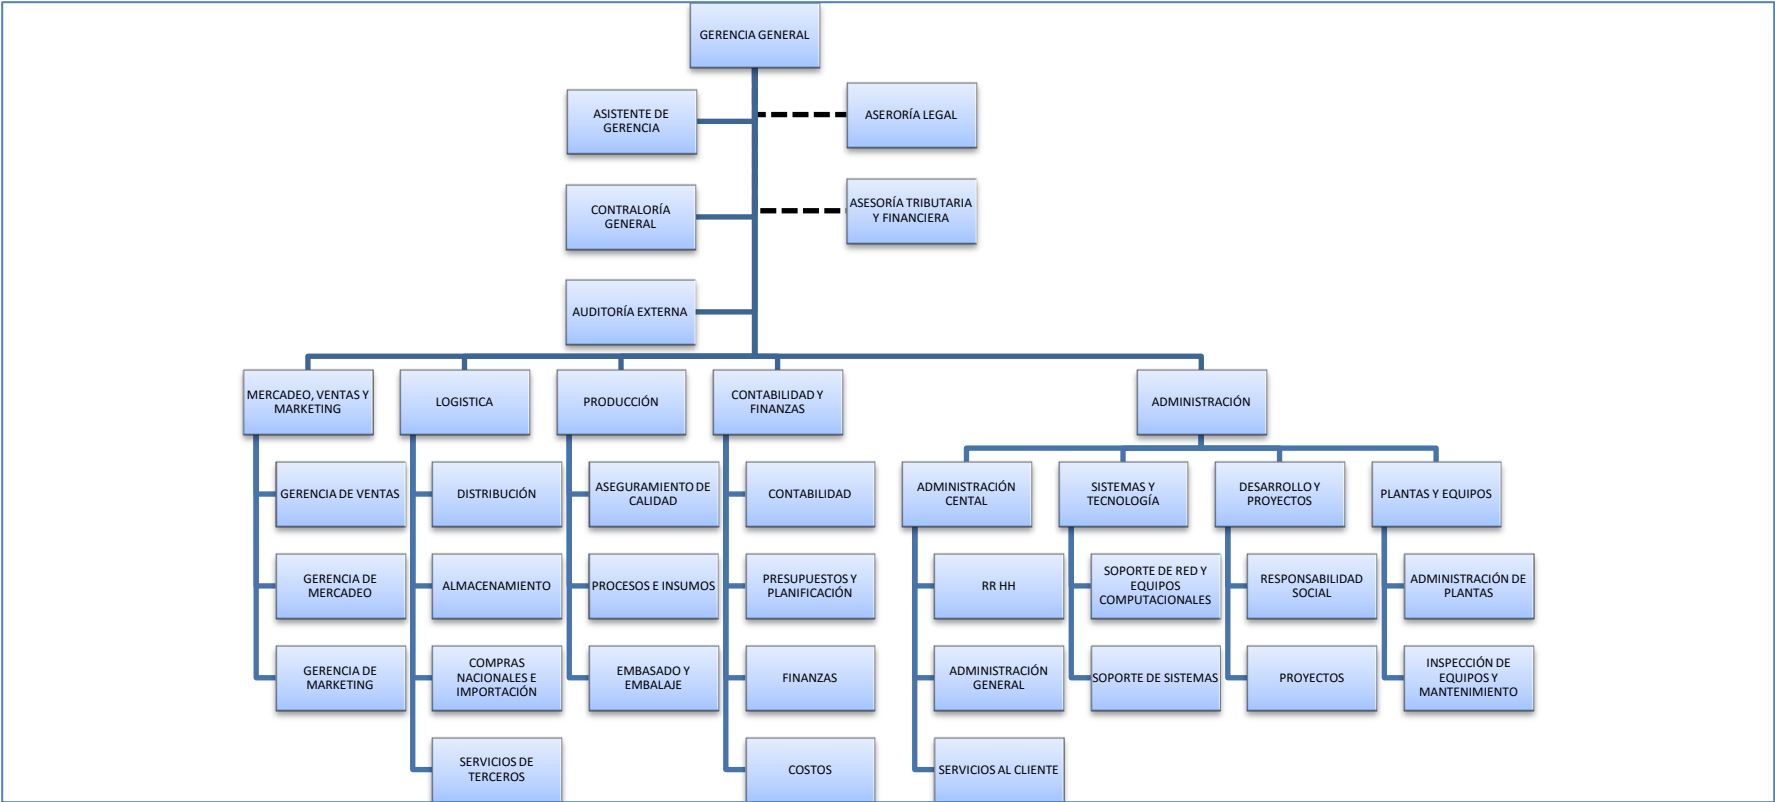 GERENCIA GENERAL
ASISTENTE DE
GERENCIA
ASERORÍA LEGAL
CONTRALORÍA
GENERAL
ASESORÍA TRIBUTARIA
Y FINANCIERA
AUDITORÍA EXTERNA
MERCADEO, VENTAS Y
MARKETING
LOGISTICA
PRODUCCIÓN
CONTABILIDAD Y
FINANZAS
ADMINISTRACIÓN
GERENCIA DE VENTAS
DISTRIBUCIÓN
ASEGURAMIENTO DE
CALIDAD
CONTABILIDAD
ADMINISTRACIÓN
CENTAL
SISTEMAS Y
TECNOLOGÍA
DESARROLLO Y
PROYECTOS
PLANTAS Y EQUIPOS
GERENCIA DE
MERCADEO
ALMACENAMIENTO
PROCESOS E INSUMOS
PRESUPUESTOS Y
PLANIFICACIÓN
RR HH
SOPORTE DE RED Y
EQUIPOS
COMPUTACIONALES
RESPONSABILIDAD
SOCIAL
ADMINISTRACIÓN DE
PLANTAS
GERENCIA DE
MARKETING
COMPRAS
NACIONALES E
IMPORTACIÓN
EMBASADO Y
EMBALAJE
FINANZAS
ADMINISTRACIÓN
GENERAL
SOPORTE DE SISTEMAS
PROYECTOS
INSPECCIÓN DE
EQUIPOS Y
MANTENIMIENTO
SERVICIOS DE
TERCEROS
COSTOS
SERVICIOS AL CLIENTE